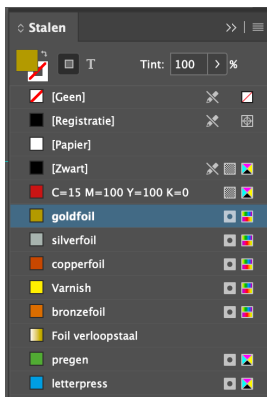 Stalen
T Tint: 100 %
[Geen]
[Registratie]
[Papier]
[Zwart]
C=15 M=100 Y=100 K=0
goldfoil
silverfoil
copperfoil
Varnish
bronzefoil
Foil verloopstaal
pregen
letterpress